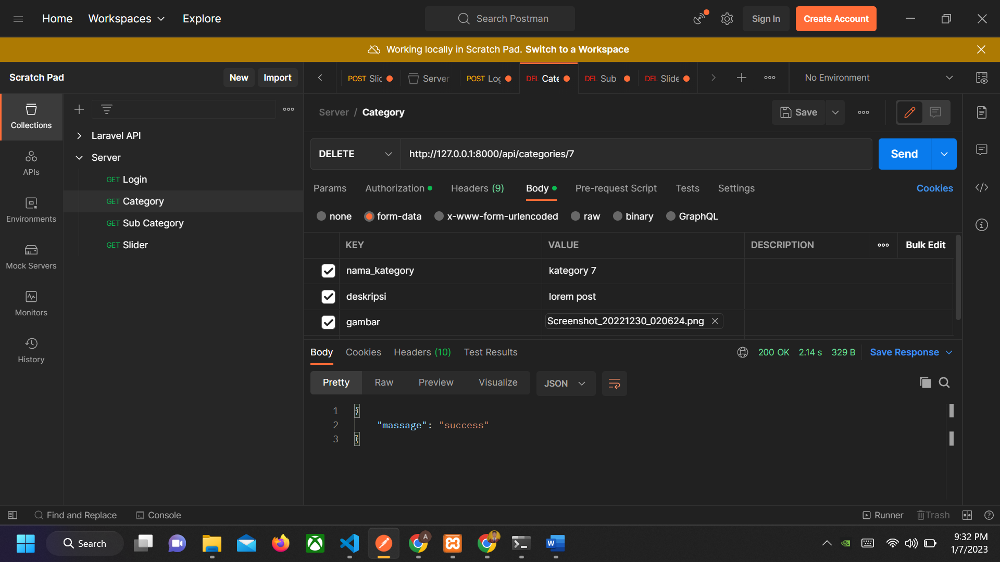 Home Workspaces Explore Search Postman Sign In Create Account
Working locally in Scratch Pad. Switch to a Workspace
Scratch Pad New Import POST Slic Server POST Log DEL Cate DEL Sub DEL Slide No Environment
Collections
APIs
Environments
Mock Servers
Monitors
History
Laravel API
Server
GET Login
GET Category
GET Sub Category
GET Slider
Server / Category Save
DELETE http://127.0.0.1:8000/api/categories/7 Send
Params Authorization Headers (9) Body Pre-request Script Tests Settings Cookies
none form-data x-www-form-urlencoded raw binary GraphQL
KEY VALUE DESCRIPTION Bulk Edit
nama_kategory kategory 7
deskripsi lorem post
gambar Screenshot_20221230_020624.png
Body Cookies Headers (10) Test Results 200 OK 2.14 s 329 B Save Response
Pretty Raw Preview Visualize JSON
1 {
2 "massage": "success"
3 }
Find and Replace Console Runner Trash
Search A W 9:32 PM
1/7/2023